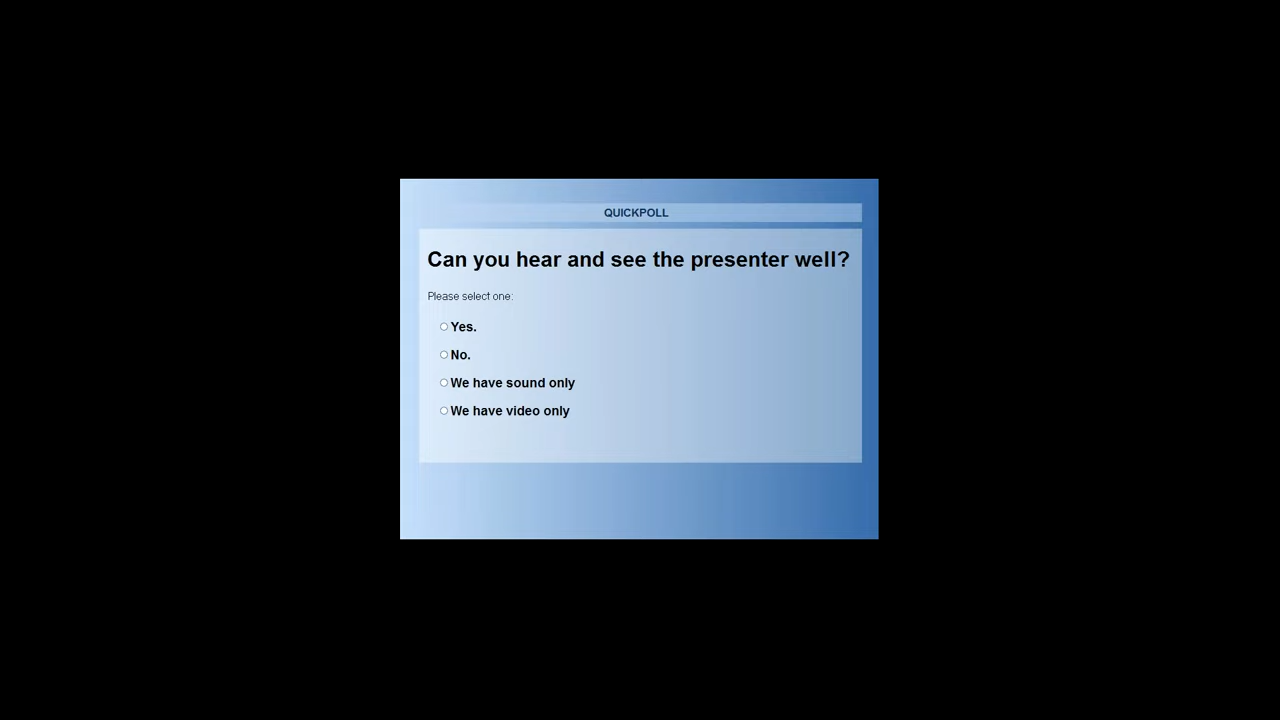 QUICKPOLL
Can you hear and see the presenter well?
Please select one:
Yes.
No.
We have sound only
We have video only